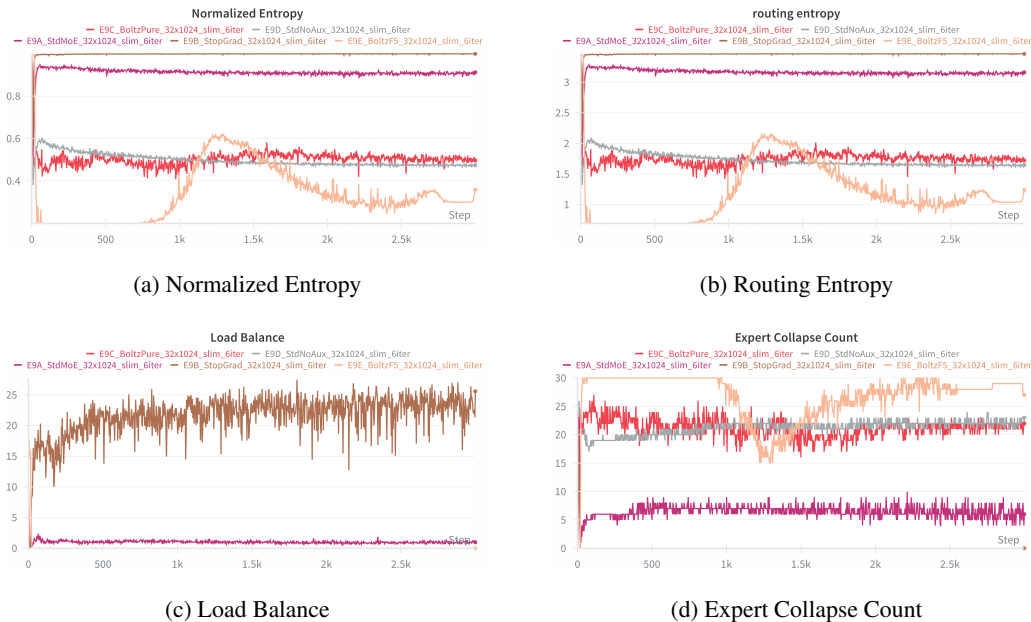 Normalized Entropy
E9C_BoltzPure_32x1024_slim_6iter E9D_StdNoAux_32x1024_slim_6iter
E9A_StdMoE_32x1024_slim_6iter E9B_StopGrad_32x1024_slim_6iter E9E_BoltzF5_32x1024_slim_6iter
0.8
0.6
0.4
Step
0 500 1k 1.5k 2k 2.5k
(a) Normalized Entropy
routing entropy
E9C_BoltzPure_32x1024_slim_6iter E9D_StdNoAux_32x1024_slim_6iter
E9A_StdMoE_32x1024_slim_6iter E9B_StopGrad_32x1024_slim_6iter E9E_BoltzF5_32x1024_slim_6iter
3
2.5
2
1.5
1
Step
0 500 1k 1.5k 2k 2.5k
(b) Routing Entropy
Load Balance
E9C_BoltzPure_32x1024_slim_6iter E9D_StdNoAux_32x1024_slim_6iter
E9A_StdMoE_32x1024_slim_6iter E9B_StopGrad_32x1024_slim_6iter E9E_BoltzF5_32x1024_slim_6iter
25
20
15
10
5
0
Step
0 500 1k 1.5k 2k 2.5k
(c) Load Balance
Expert Collapse Count
E9C_BoltzPure_32x1024_slim_6iter E9D_StdNoAux_32x1024_slim_6iter
E9A_StdMoE_32x1024_slim_6iter E9B_StopGrad_32x1024_slim_6iter E9E_BoltzF5_32x1024_slim_6iter
30
25
20
15
10
5
0
Step
500 1k 1.5k 2k 2.5k
(d) Expert Collapse Count